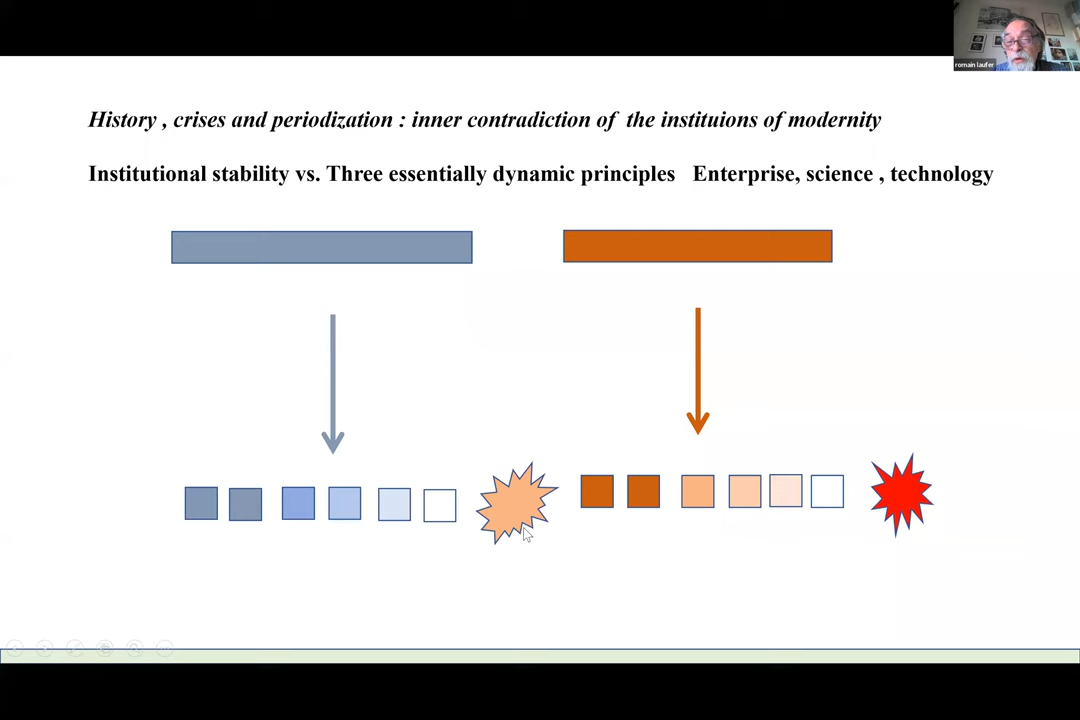 romain laufer
History , crises and periodization : inner contradiction of the instituions of modernity
Institutional stability vs. Three essentially dynamic principles Enterprise, science , technology